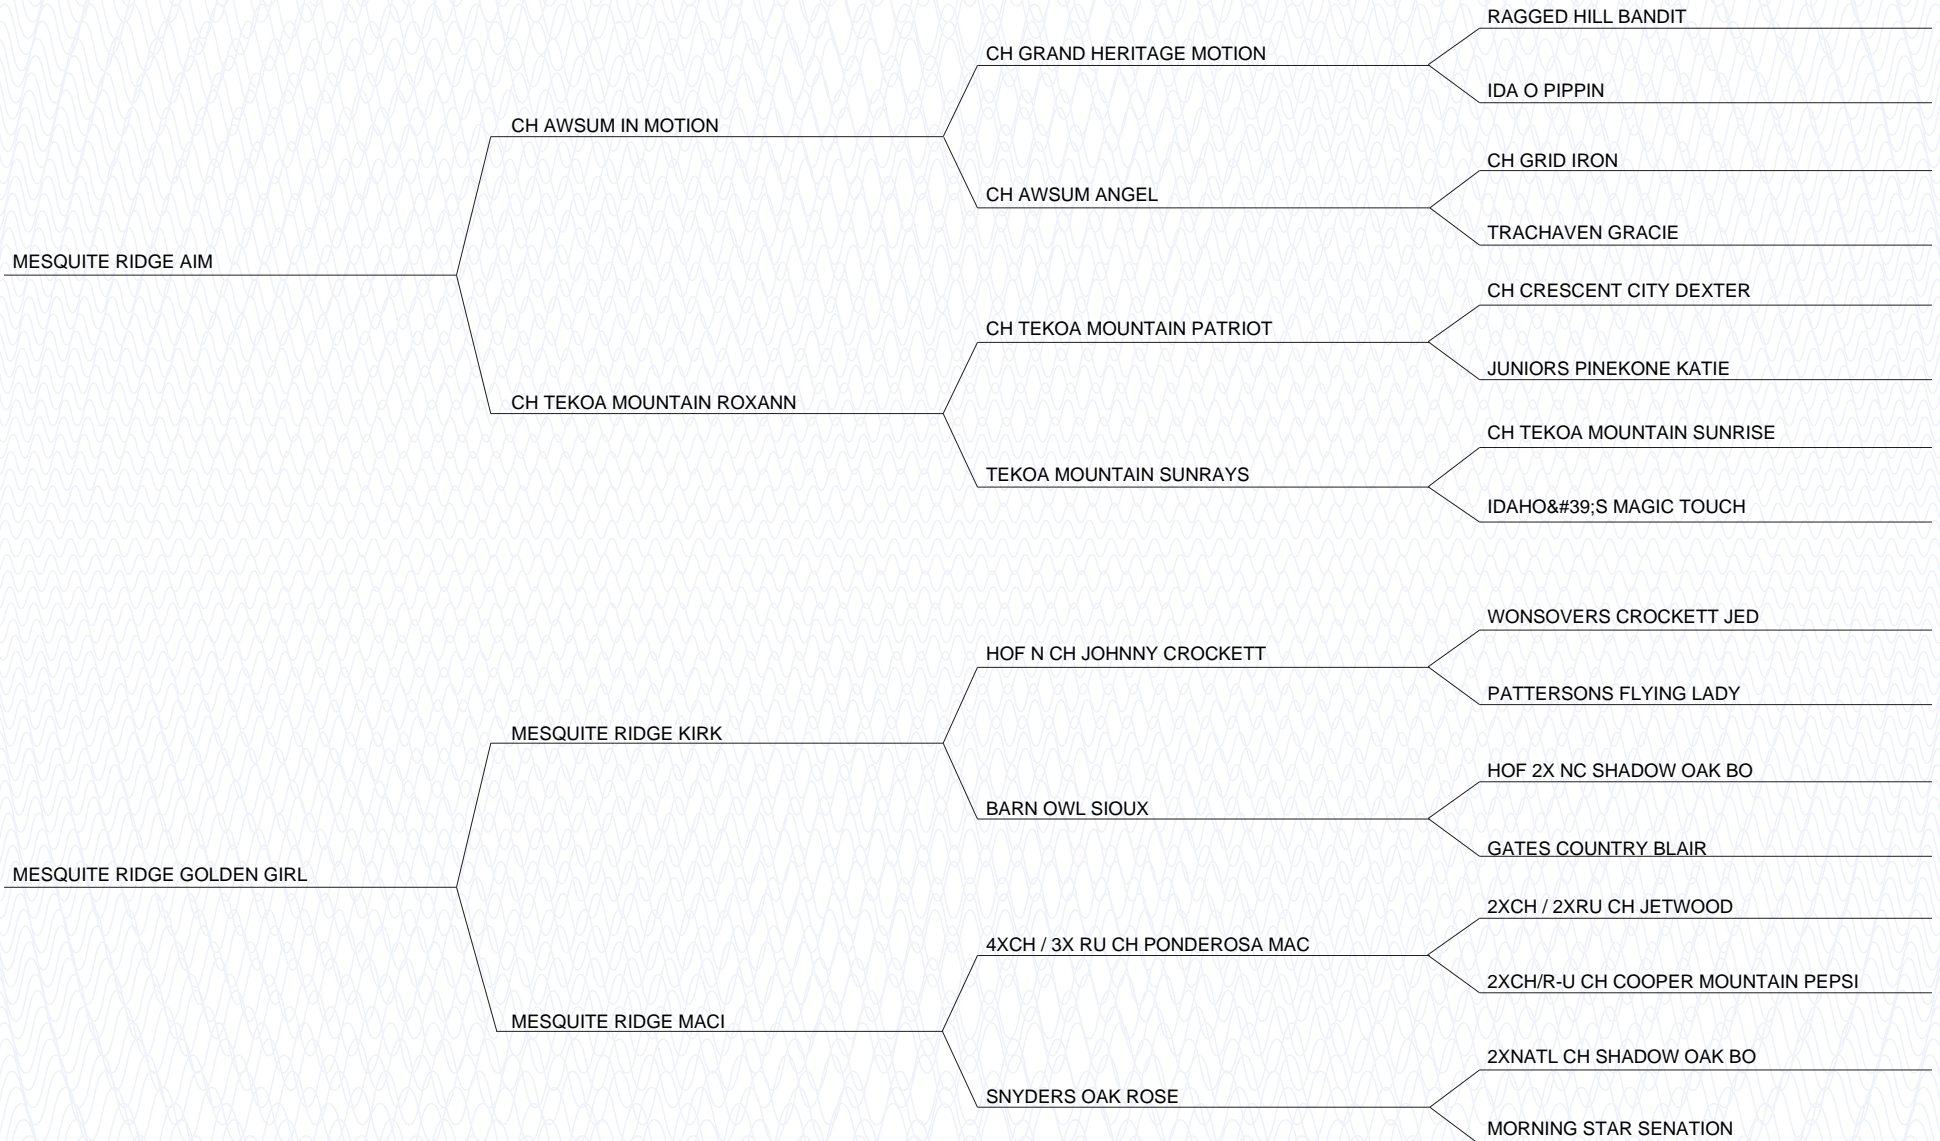 RAGGED HILL BANDIT
CH GRAND HERITAGE MOTION
IDA O PIPPIN
CH AWSUM IN MOTION
CH GRID IRON
CH AWSUM ANGEL
TRACHAVEN GRACIE
MESQUITE RIDGE AIM
CH CRESCENT CITY DEXTER
CH TEKOA MOUNTAIN PATRIOT
JUNIORS PINEKONE KATIE
CH TEKOA MOUNTAIN ROXANN
CH TEKOA MOUNTAIN SUNRISE
TEKOA MOUNTAIN SUNRAYS
IDAHO&#39;S MAGIC TOUCH
WONSOVERS CROCKETT JED
HOF N CH JOHNNY CROCKETT
PATTERSONS FLYING LADY
MESQUITE RIDGE KIRK
HOF 2X NC SHADOW OAK BO
BARN OWL SIOUX
GATES COUNTRY BLAIR
MESQUITE RIDGE GOLDEN GIRL
2XCH / 2XRU CH JETWOOD
4XCH / 3X RU CH PONDEROSA MAC
2XCH/R-U CH COOPER MOUNTAIN PEPSI
MESQUITE RIDGE MACI
2XNATL CH SHADOW OAK BO
SNYDERS OAK ROSE
MORNING STAR SENATION